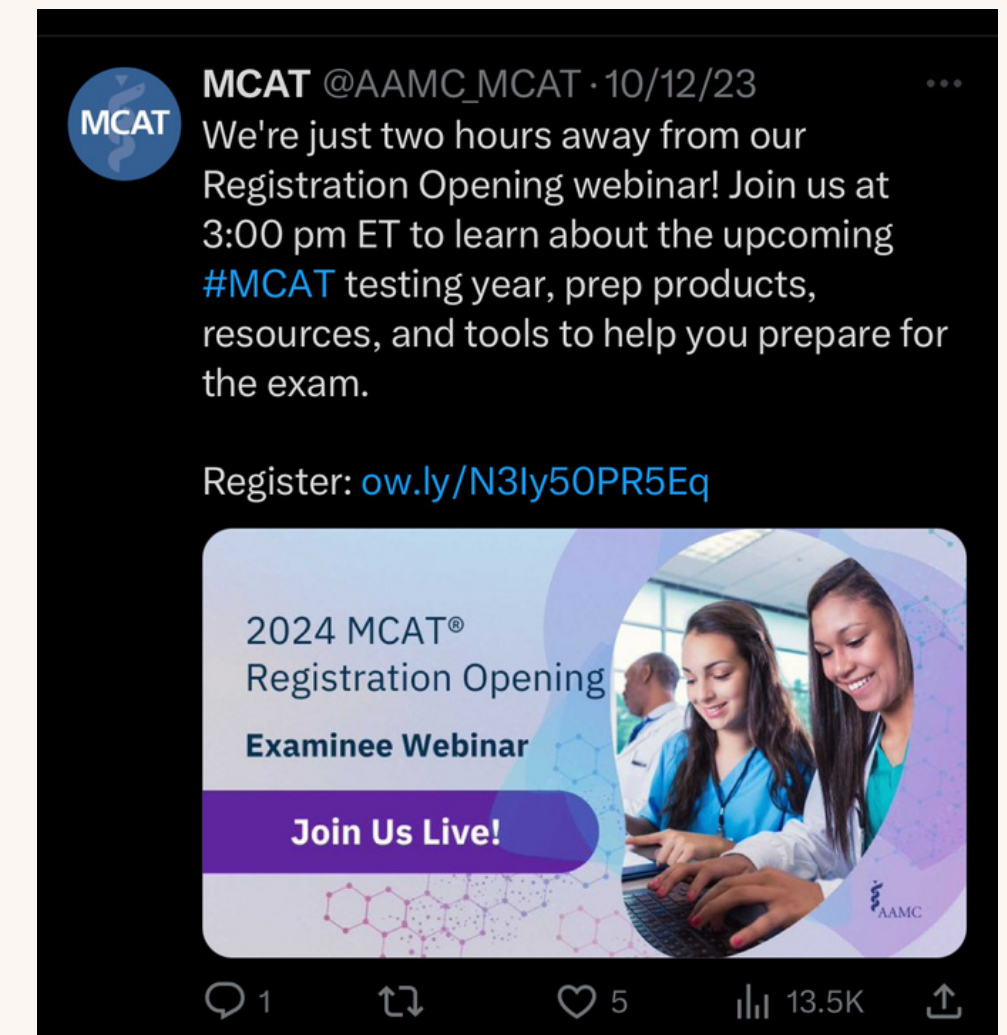 MCAT
MCAT @AAMC_MCAT · 10/12/23
We're just two hours away from our
Registration Opening webinar! Join us at
3:00 pm ET to learn about the upcoming
#MCAT testing year, prep products,
resources, and tools to help you prepare for
the exam.
Register: ow.ly/N3Iy50PR5Eq
2024 MCAT®
Registration Opening
Examinee Webinar
Join Us Live!
AAMC
1
5
13.5K